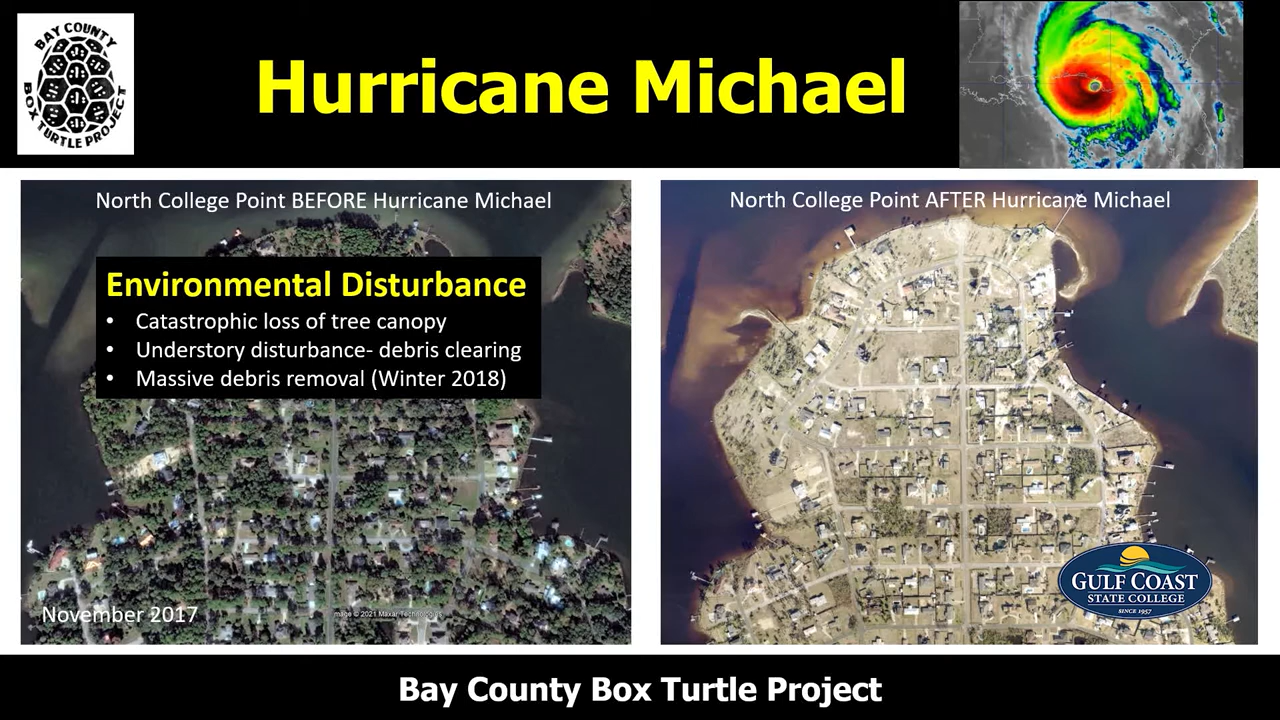 BAY COUNTY
BOX TURTLE PROJECT
Hurricane Michael
North College Point BEFORE Hurricane Michael
Environmental Disturbance
• Catastrophic loss of tree canopy
• Understory disturbance- debris clearing
• Massive debris removal (Winter 2018)
November 2017
Image © 2021 Maxar Technologies
North College Point AFTER Hurricane Michael
GULF COAST
STATE COLLEGE
SINCE 1957
Bay County Box Turtle Project